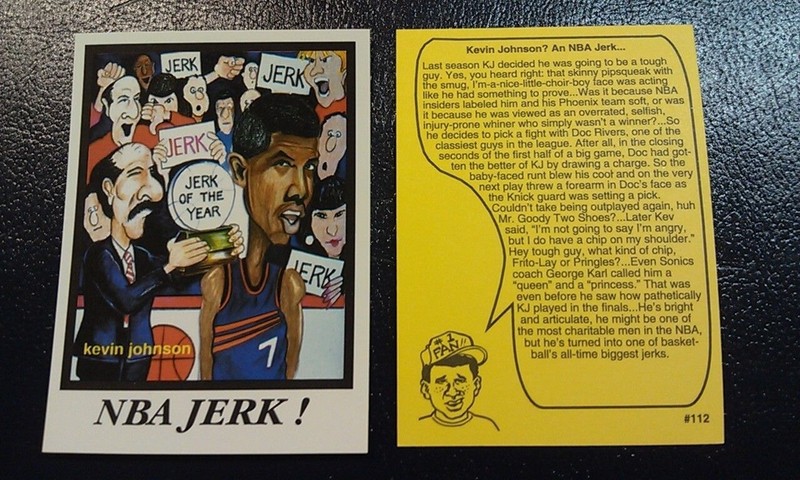 JERK
JERK
JERK
JERK
OF THE
YEAR
JERK
7
kevin johnson
NBA JERK !
Kevin Johnson? An NBA Jerk...
Last season KJ decided he was going to be a tough
guy. Yes, you heard right: that skinny pipsqueak with
the smug, I'm-a-nice-little-choir-boy face was acting
like he had something to prove...Was it because NBA
insiders labeled him and his Phoenix team soft, or was
it because he was viewed as an overrated, selfish,
injury-prone whiner who simply wasn't a winner?...So
he decides to pick a fight with Doc Rivers, one of the
classiest guys in the league. After all, in the closing
seconds of the first half of a big game, Doc had got-
ten the better of KJ by drawing a charge. So the
baby-faced runt blew his cool and on the very
next play threw a forearm in Doc's face as
the Knick guard was setting a pick.
Couldn't take being outplayed again, huh
Mr. Goody Two Shoes?...Later Kev
said, "I'm not going to say I'm angry,
but I do have a chip on my shoulder."
Hey tough guy, what kind of chip,
Frito-Lay or Pringles?...Even Sonics
coach George Karl called him a
"queen" and a "princess." That was
even before he saw how pathetically
KJ played in the finals...He's bright
and articulate, he might be one of
the most charitable men in the NBA,
but he's turned into one of basket-
ball's all-time biggest jerks.
#1
FAN!!
#112